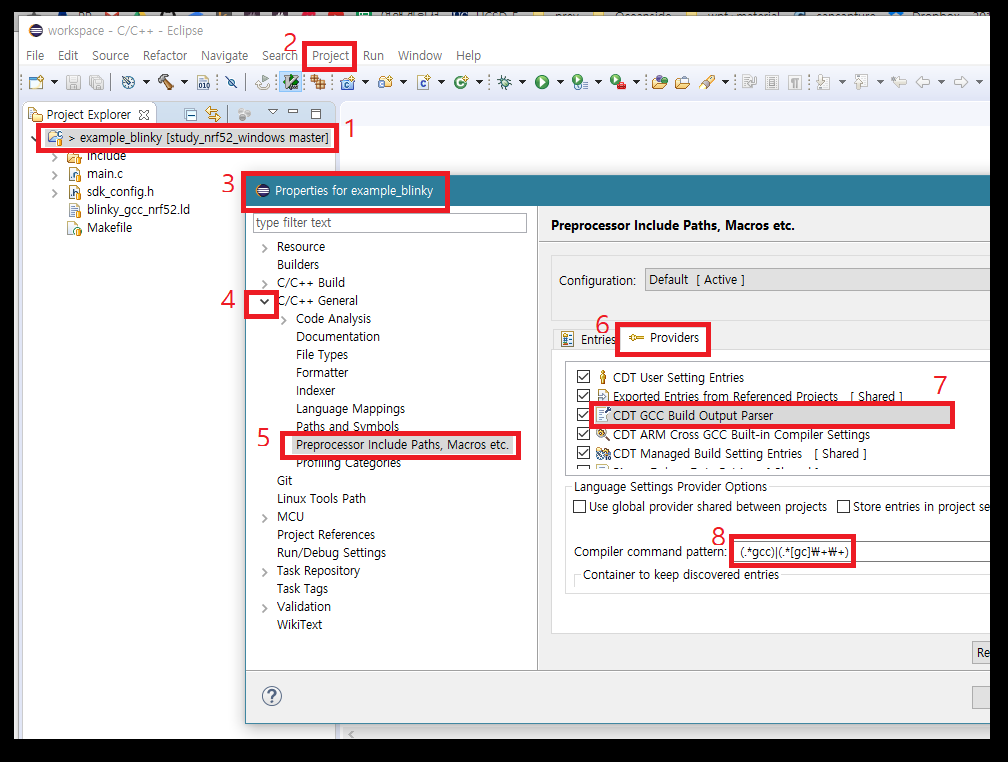 workspace - C/C++ - Eclipse
File Edit Source Refactor Navigate Search Project Run Window Help
2
Project Explorer
1
> example_blinky [study_nrf52_windows master]
include
main.c
sdk_config.h
blinky_gcc_nrf52.ld
Makefile
3
Properties for example_blinky
type filter text
Resource
Builders
C/C++ Build
4
C/C++ General
Code Analysis
Documentation
File Types
Formatter
Indexer
Language Mappings
Paths and Symbols
5
Preprocessor Include Paths, Macros etc.
Profiling Categories
Git
Linux Tools Path
MCU
Project References
Run/Debug Settings
Task Repository
Task Tags
Validation
WikiText
Preprocessor Include Paths, Macros etc.
Configuration: Default [ Active ]
6
Entries Providers
CDT User Setting Entries
7
Exported Entries from Referenced Projects [ Shared ]
CDT GCC Build Output Parser
CDT ARM Cross GCC Built-in Compiler Settings
CDT Managed Build Setting Entries [ Shared ]
Language Settings Provider Options
Use global provider shared between projects Store entries in project se
8
Compiler command pattern: (.*gcc)|(.*[gc]₩+₩+)
Container to keep discovered entries
Re